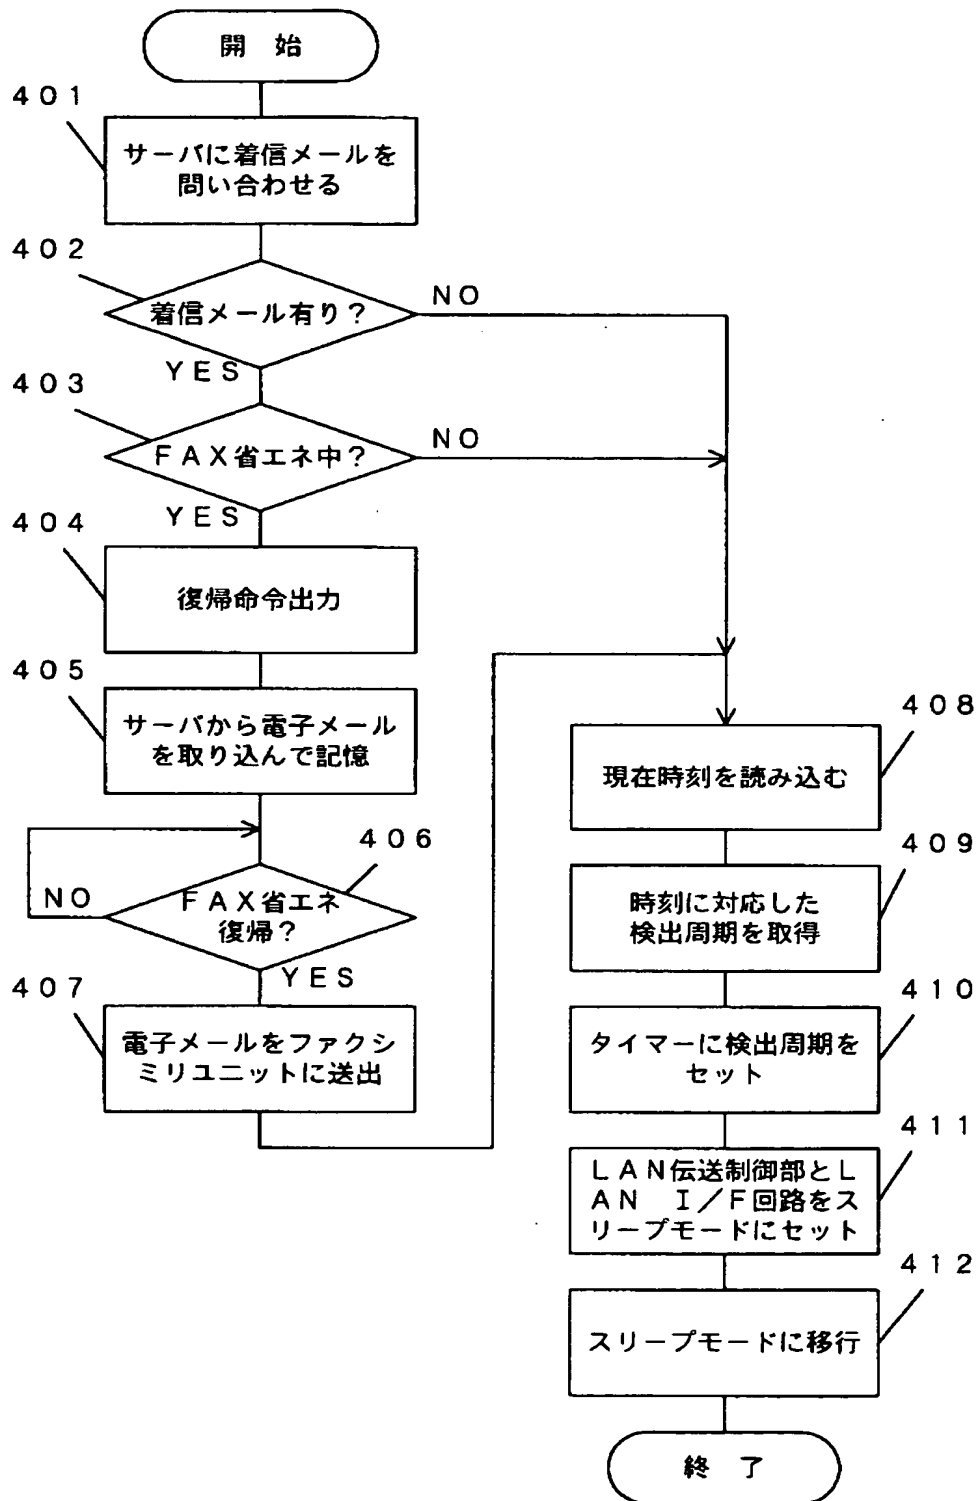 開 始
４０１
サーバに着信メールを
問い合わせる
４０２
着信メール有り？
ＮＯ
ＹＥＳ
４０３
ＦＡＸ省エネ中？
ＮＯ
ＹＥＳ
４０４
復帰命令出力
４０５
サーバから電子メール
を取り込んで記憶
４０６
ＦＡＸ省エネ
復帰？
ＮＯ
ＹＥＳ
４０７
電子メールをファクシ
ミリユニットに送出
４０８
現在時刻を読み込む
４０９
時刻に対応した
検出周期を取得
４１０
タイマーに検出周期を
セット
４１１
ＬＡＮ伝送制御部とＬ
ＡＮ Ｉ／Ｆ回路をス
リープモードにセット
４１２
スリープモードに移行
終 了